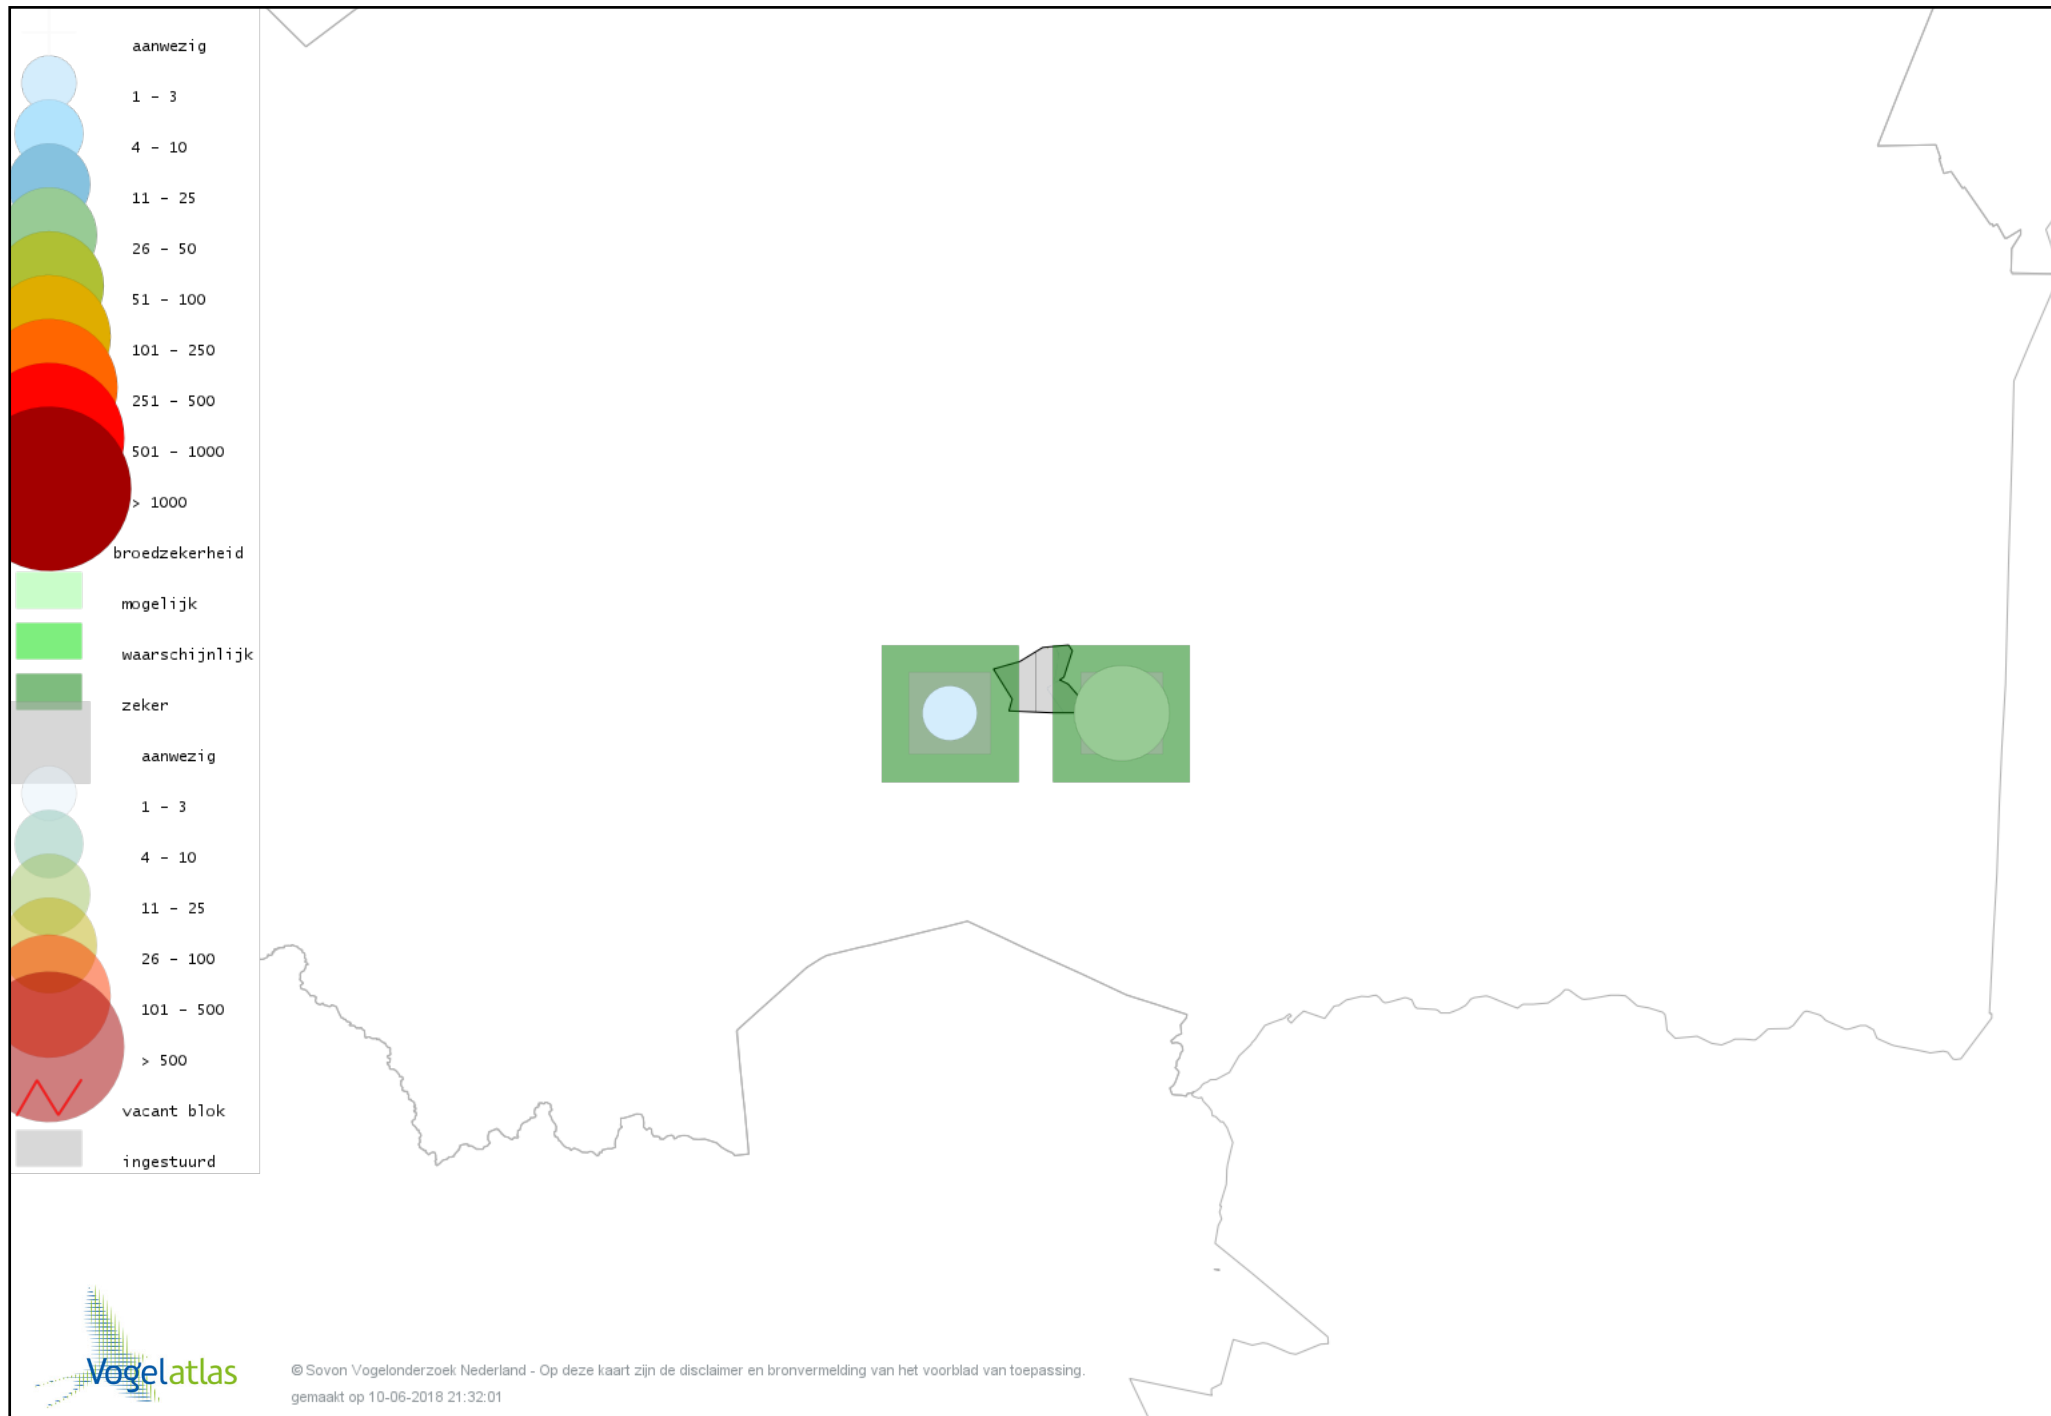 aanwezig
1 - 3
4 - 10
11 - 25
26 - 50
51 - 100
101 - 250
251 - 500
501 - 1000
> 1000
broedzekerheid
mogelijk
waarschijnlijk
zeker
aanwezig
1 - 3
4 - 10
11 - 25
26 - 100
101 - 500
> 500
vacant blok
ingestuurd
Vogelatlas
© Sovon Vogelonderzoek Nederland - Op deze kaart zijn de disclaimer en bronvermelding van het voorblad van toepassing.
gemaakt op 10-06-2018 21:32:01